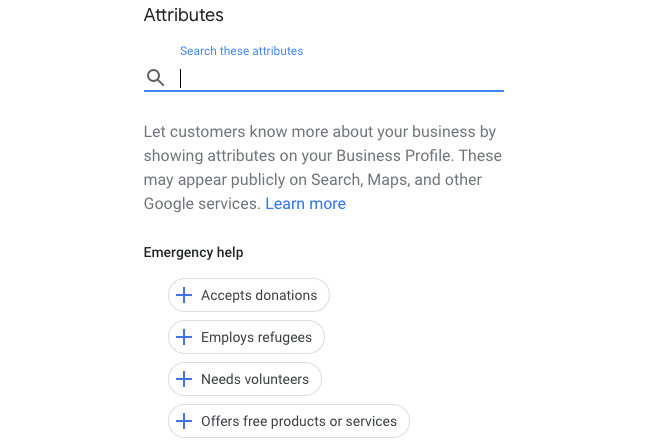 Attributes
Search these attributes
Let customers know more about your business by
showing attributes on your Business Profile. These
may appear publicly on Search, Maps, and other
Google services. Learn more
Emergency help
Accepts donations
Employs refugees
Needs volunteers
Offers free products or services